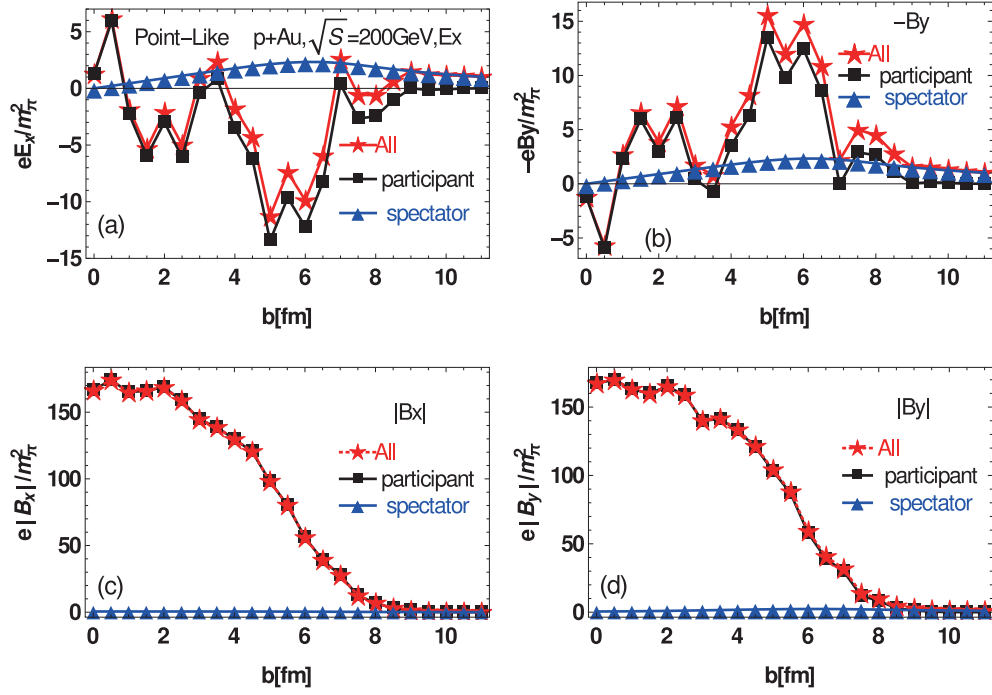 Point−Like p+Au,√S=200GeV,Ex
5
0
−5
−10
−15
eEₓ/m²π
All
participant
spectator
(a)
0 2 4 6 8 10
b[fm]
−By
15
10
5
0
−5
−eBy/m²π
All
participant
spectator
(b)
0 2 4 6 8 10
b[fm]
|Bx|
150
100
50
0
e|Bₓ|/m²π
All
participant
spectator
(c)
0 2 4 6 8 10
b[fm]
|By|
150
100
50
0
e|B_y|/m²π
All
participant
spectator
(d)
0 2 4 6 8 10
b[fm]